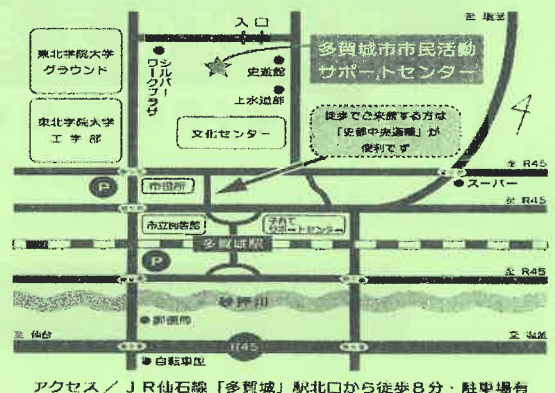 至 塩釜
入口
東北学院大学
グラウンド
シルバー
ワークプラザ
史遊館
上水道部
多賀城市市民活動
サポートセンター
4
東北学院大学
工学部
文化センター
徒歩でご来館する方は
「史都中央通線」が
便利です
至 R45
P
市役所
スーパー
至 R45
市立図書館
子育て
サポートセンター
多賀城駅
P
至 R45
砂押川
郵便局
至 仙台
至 塩釜
R45
自転車屋
アクセス / JR仙石線「多賀城」駅北口から徒歩8分・駐車場有